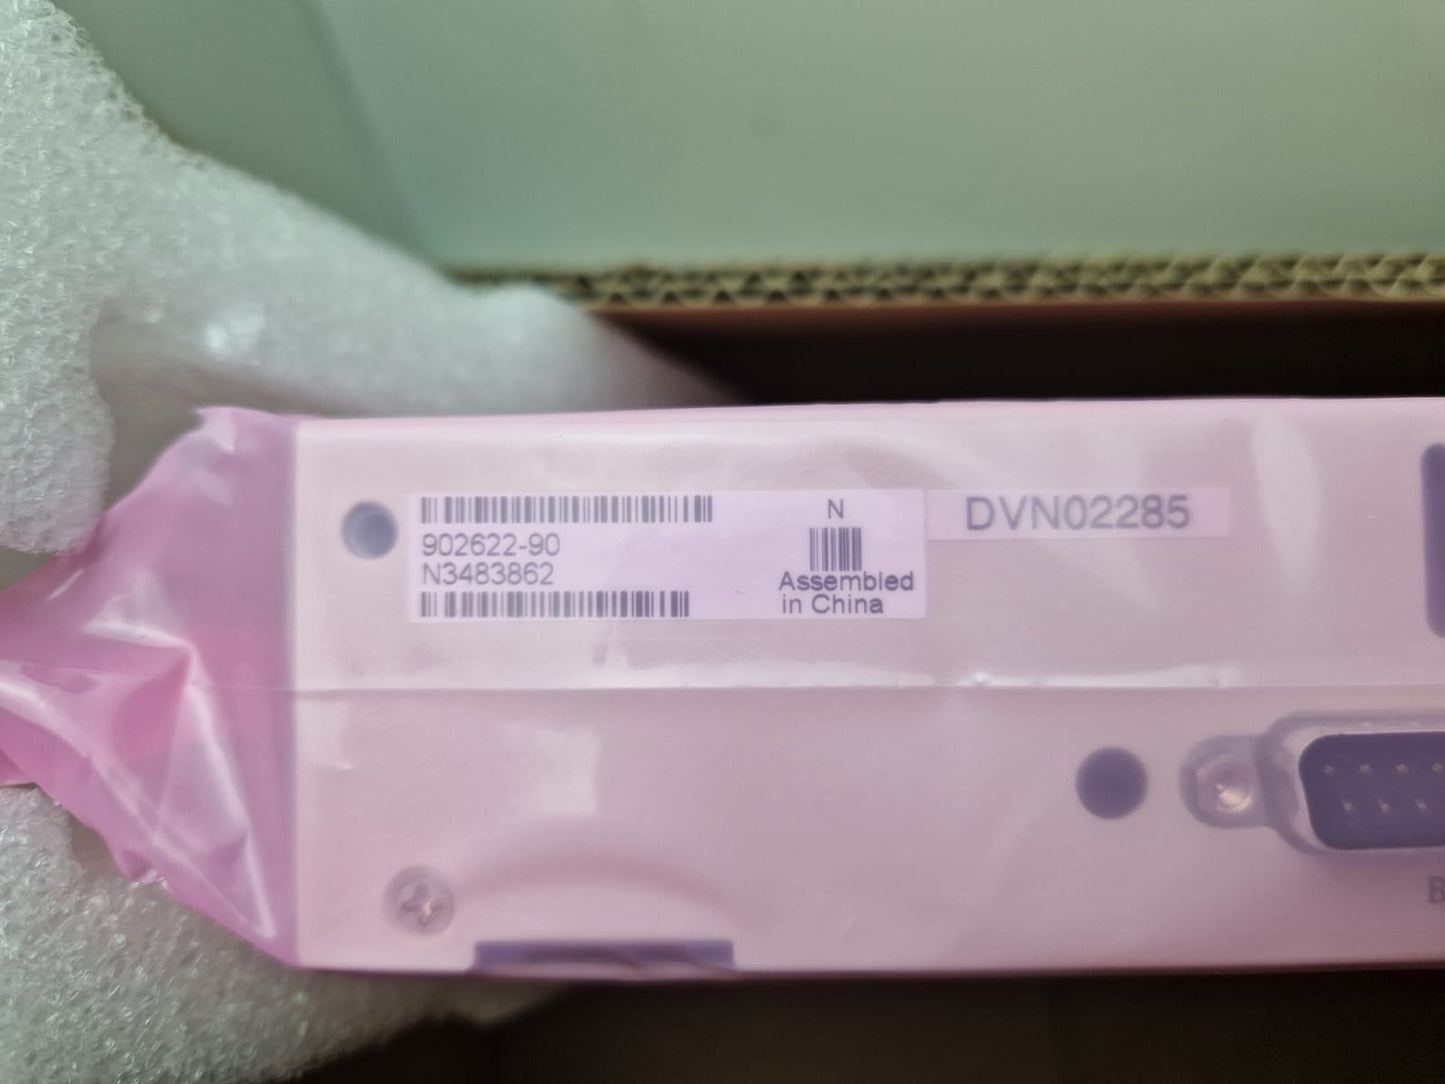 902622-90
N3483862
N
Assembled
in China
DVN02285
B